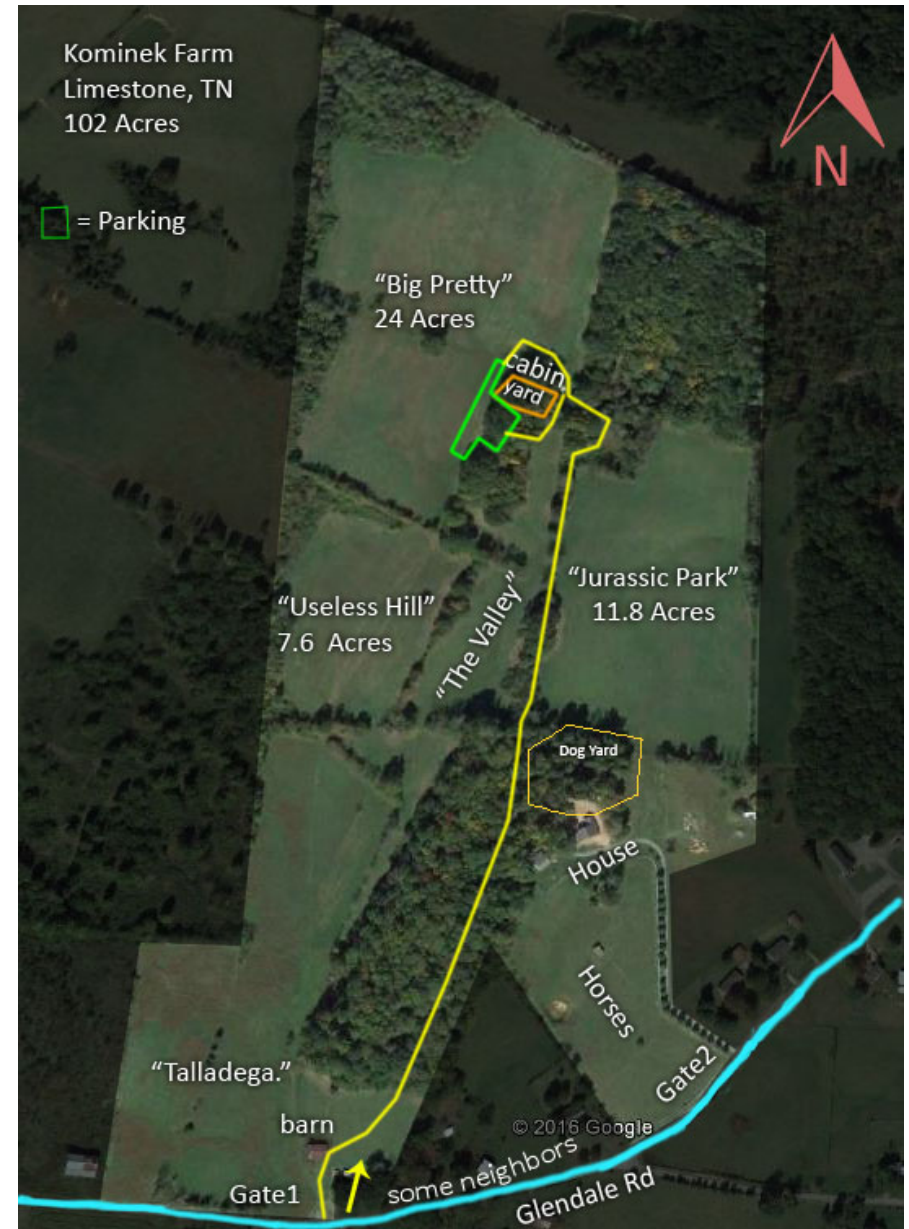 Kominek Farm
Limestone, TN
102 Acres
N
= Parking
“Big Pretty”
24 Acres
cabin
yard
“Jurassic Park”
11.8 Acres
“Useless Hill”
7.6 Acres
“The Valley”
Dog Yard
House
Horses
“Talladega.”
Gate2
barn
© 2016 Google
some neighbors
Gate1
Glendale Rd